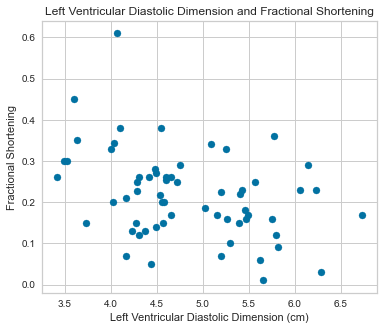 Left Ventricular Diastolic Dimension and Fractional Shortening
Fractional Shortening
0.6
0.5
0.4
0.3
0.2
0.1
0.0
3.5 4.0 4.5 5.0 5.5 6.0 6.5
Left Ventricular Diastolic Dimension (cm)